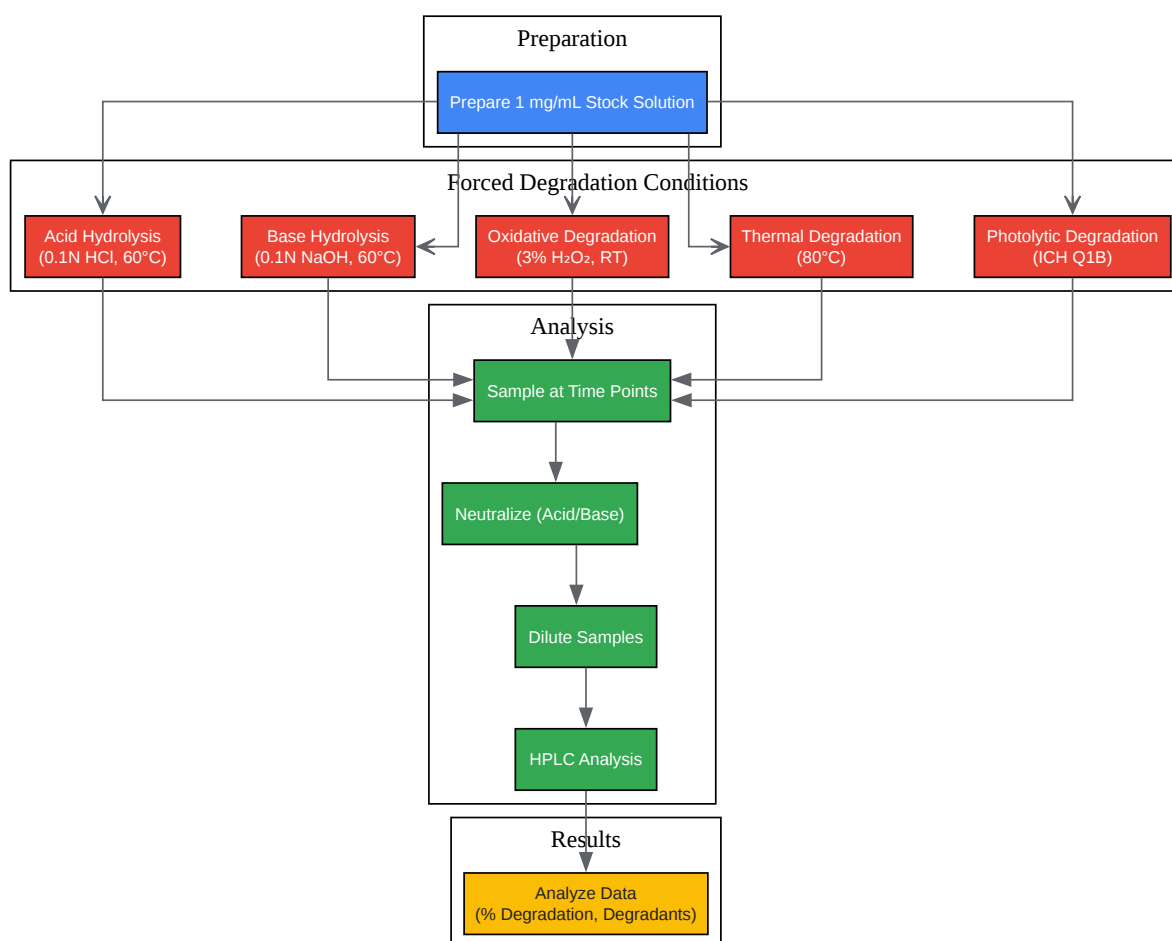 Preparation
Prepare 1 mg/mL Stock Solution
Forced Degradation Conditions
Acid Hydrolysis
(0.1N HCl, 60°C)
Base Hydrolysis
(0.1N NaOH, 60°C)
Oxidative Degradation
(3% H₂O₂, RT)
Thermal Degradation
(80°C)
Photolytic Degradation
(ICH Q1B)
Analysis
Sample at Time Points
Neutralize (Acid/Base)
Dilute Samples
HPLC Analysis
Results
Analyze Data
(% Degradation, Degradants)